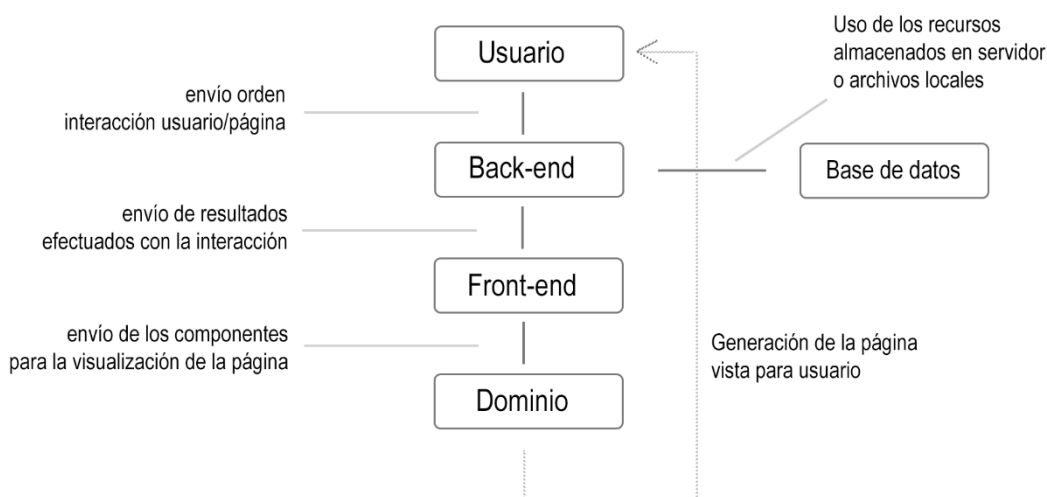 Usuario
Uso de los recursos
almacenados en servidor
o archivos locales
envío orden
interacción usuario/página
Back-end
Base de datos
envío de resultados
efectuados con la interacción
Front-end
envío de los componentes
para la visualización de la página
Generación de la página
vista para usuario
Dominio